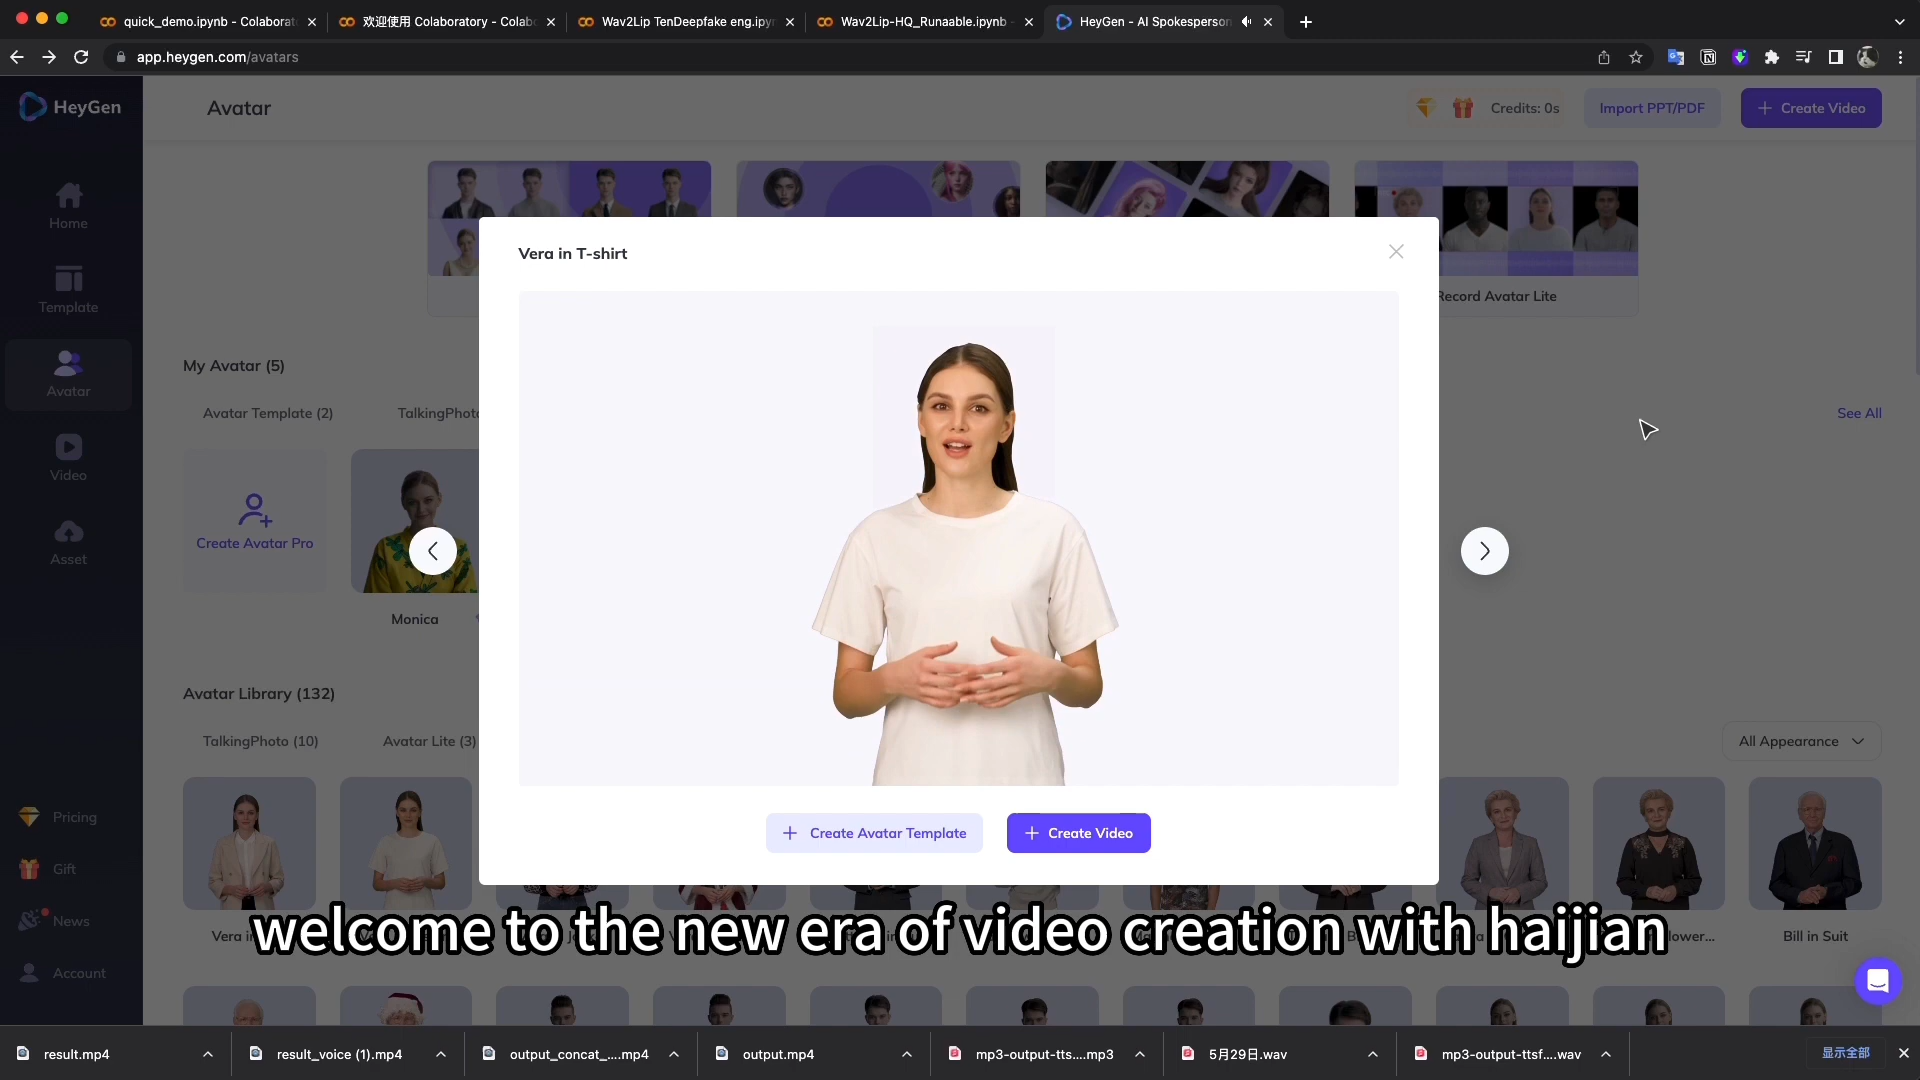 quick_demo.ipynb - Colaborat
欢迎使用 Colaboratory - Colab
Wav2Lip TenDeepfake eng.ipyn
Wav2Lip-HQ_Runaable.ipynb -
HeyGen - AI Spokesperson
app.heygen.com/avatars
HeyGen
Avatar
Credits: 0s
Import PPT/PDF
+ Create Video
Home
Template
Avatar
Video
Asset
Pricing
Gift
News
Account
Record Avatar Lite
My Avatar (5)
Avatar Template (2)
TalkingPhoto
See All
Create Avatar Pro
Monica
Vera in T-shirt
+ Create Avatar Template
+ Create Video
Avatar Library (132)
TalkingPhoto (10)
Avatar Lite (3)
All Appearance
Bill in Suit
welcome to the new era of video creation with haijian
result.mp4
result_voice (1).mp4
output_concat_....mp4
output.mp4
mp3-output-tts....mp3
5月29日.wav
mp3-output-ttsf....wav
显示全部